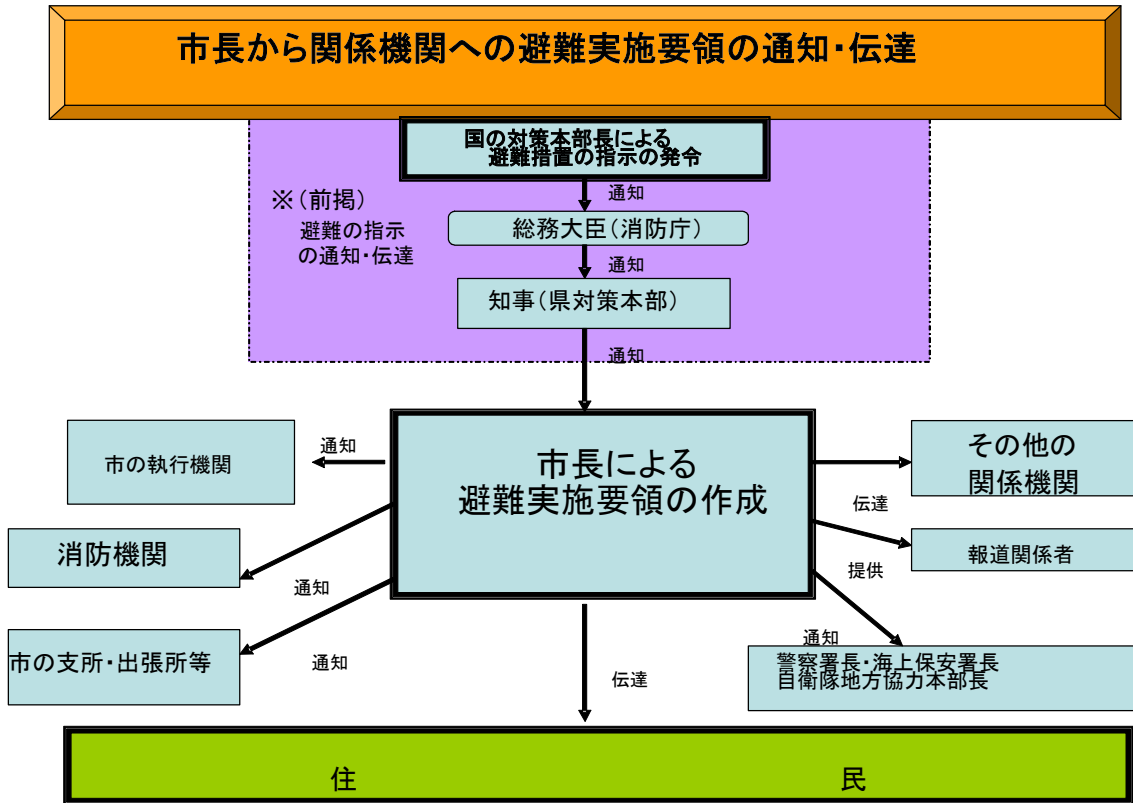 市長から関係機関への避難実施要領の通知・伝達
国の対策本部長による
避難措置の指示の発令
通知
※(前掲)
避難の指示
の通知・伝達
総務大臣(消防庁)
通知
知事(県対策本部)
通知
市の執行機関
通知
市長による
避難実施要領の作成
その他の
関係機関
伝達
消防機関
通知
報道関係者
提供
市の支所・出張所等
通知
伝達
通知
警察署長・海上保安署長
自衛隊地方協力本部長
住 民